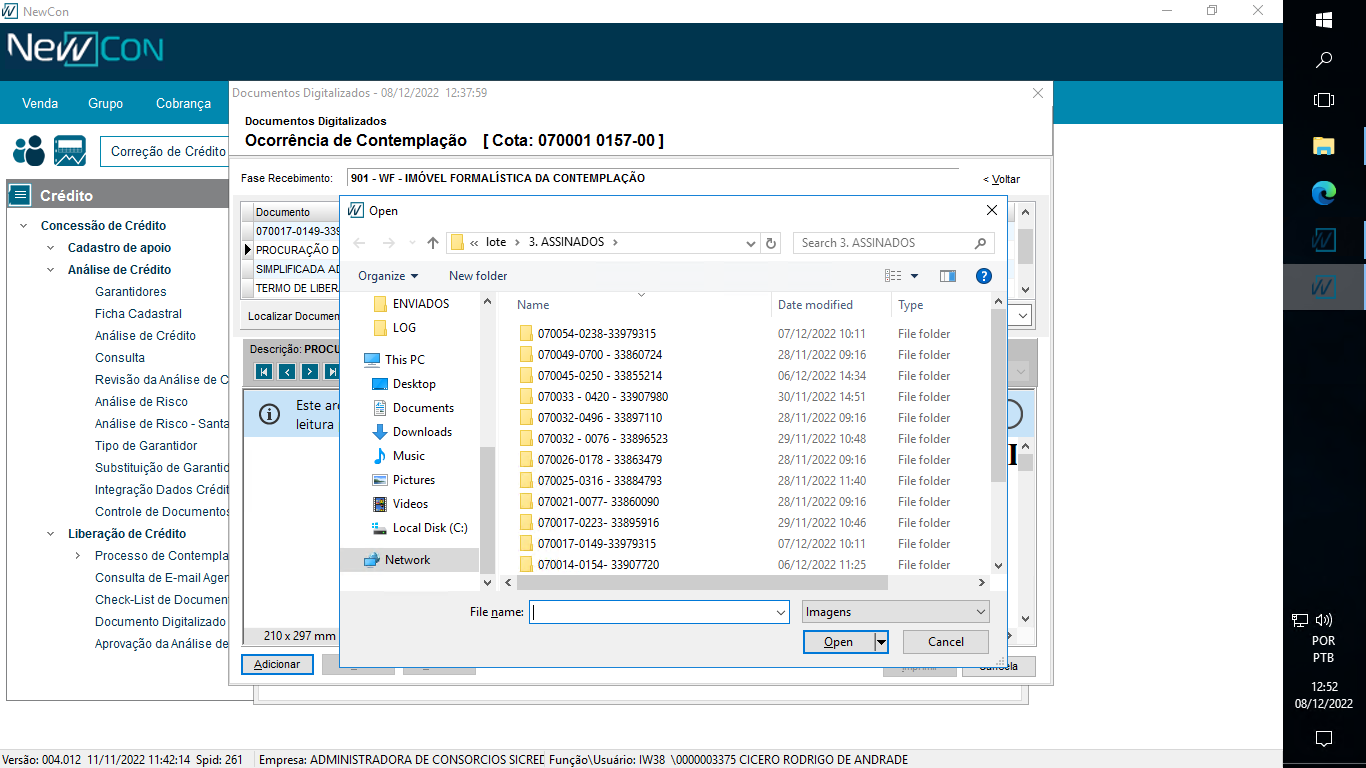 NewCon
NewCon
Venda Grupo Cobrança
Correção de Crédito
Crédito
Concessão de Crédito
Cadastro de apoio
Análise de Crédito
Garantidores
Ficha Cadastral
Análise de Crédito
Consulta
Revisão da Análise de C
Análise de Risco
Análise de Risco - Santa
Tipo de Garantidor
Substituição de Garantid
Integração Dados Crédit
Controle de Documentos
Liberação de Crédito
Processo de Contempla
Consulta de E-mail Agen
Check-List de Documen
Documento Digitalizado
Aprovação da Análise de
Documentos Digitalizados - 08/12/2022 12:37:59
Documentos Digitalizados
Ocorrência de Contemplação [ Cota: 070001 0157-00 ]
Fase Recebimento: 901 - WF - IMÓVEL FORMALÍSTICA DA CONTEMPLAÇÃO < Voltar
Documento
070017-0149-339
PROCURAÇÃO D
SIMPLIFICADA AD
TERMO DE LIBER
Localizar Documen
Descrição: PROCU
Este arq
leitura
210 x 297 mm
Adicionar
Cancela
Open
« lote › 3. ASSINADOS ›
Search 3. ASSINADOS
Organize New folder
ENVIADOS
LOG
This PC
Desktop
Documents
Downloads
Music
Pictures
Videos
Local Disk (C:)
Network
Name Date modified Type
070054-0238-33979315 07/12/2022 10:11 File folder
070049-0700 - 33860724 28/11/2022 09:16 File folder
070045-0250 - 33855214 06/12/2022 14:34 File folder
070033 - 0420 - 33907980 30/11/2022 14:51 File folder
070032-0496 - 33897110 28/11/2022 09:16 File folder
070032 - 0076 - 33896523 29/11/2022 10:48 File folder
070026-0178 - 33863479 28/11/2022 09:16 File folder
070025-0316 - 33884793 28/11/2022 11:40 File folder
070021-0077- 33860090 28/11/2022 09:16 File folder
070017-0223- 33895916 29/11/2022 10:46 File folder
070017-0149-33979315 07/12/2022 10:11 File folder
070014-0154- 33907720 06/12/2022 11:25 File folder
File name: Imagens
Open Cancel
Versão: 004.012 11/11/2022 11:42:14 Spid: 261 Empresa: ADMINISTRADORA DE CONSORCIOS SICRED Função\Usuário: IW38 \0000003375 CICERO RODRIGO DE ANDRADE
POR
PTB
12:52
08/12/2022